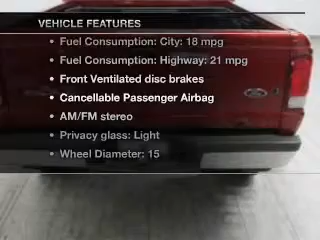 VEHICLE FEATURES
• Fuel Consumption: City: 18 mpg
• Fuel Consumption: Highway: 21 mpg
• Front Ventilated disc brakes
• Cancellable Passenger Airbag
• AM/FM stereo
• Privacy glass: Light
• Wheel Diameter: 15
Ford